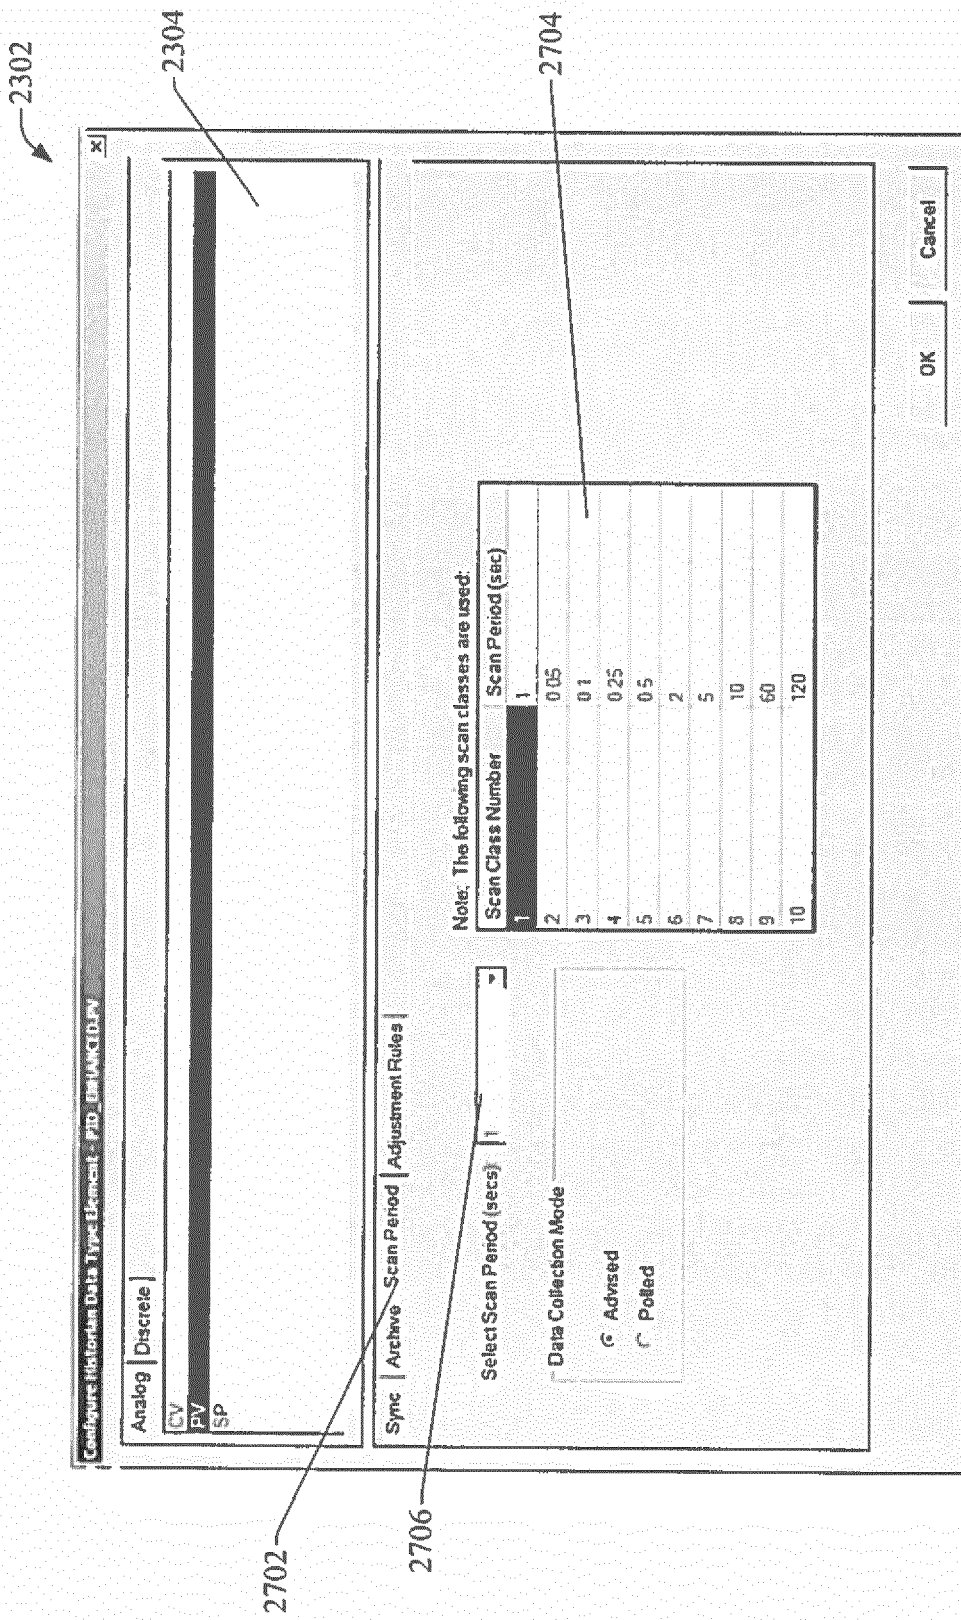 2302
Configure Historian Data Type Element - PID_ENHANCED.PV
Analog Discrete
CV
PV
SP
2304
Sync Archive Scan Period Adjustment Rules
2702
Select Scan Period (secs) 1
2706
Data Collection Mode
Advised
Polled
Note: The following scan classes are used:
Scan Class Number Scan Period (sec)
1 1
2 0 05
3 0 1
4 0 25
5 0 5
6 2
7 5
8 10
9 60
10 120
2704
OK Cancel